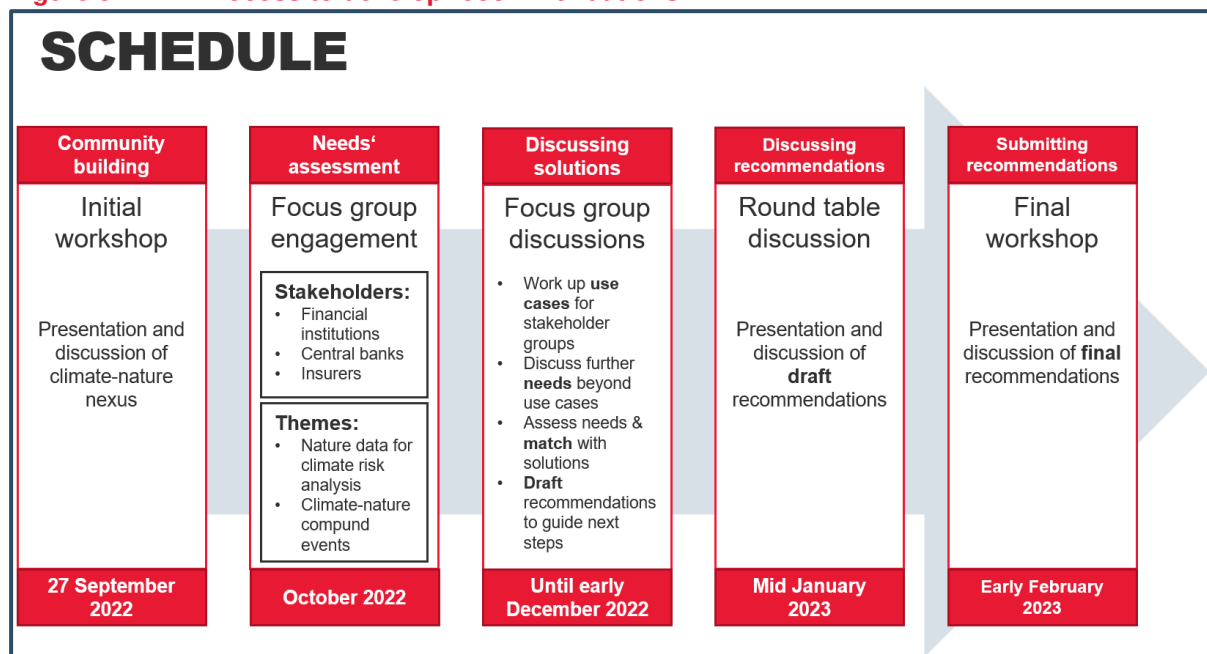 SCHEDULE
Community
building
Initial
workshop
Presentation and
discussion of
climate-nature
nexus
27 September
2022
Needs‘
assessment
Focus group
engagement
Stakeholders:
• Financial
institutions
• Central banks
• Insurers
Themes:
• Nature data for
climate risk
analysis
• Climate-nature
compund
events
October 2022
Discussing
solutions
Focus group
discussions
• Work up use
cases for
stakeholder
groups
• Discuss further
needs beyond
use cases
• Assess needs &
match with
solutions
• Draft
recommendations
to guide next
steps
Until early
December 2022
Discussing
recommendations
Round table
discussion
Presentation and
discussion of
draft
recommendations
Mid January
2023
Submitting
recommendations
Final
workshop
Presentation and
discussion of final
recommendations
Early February
2023